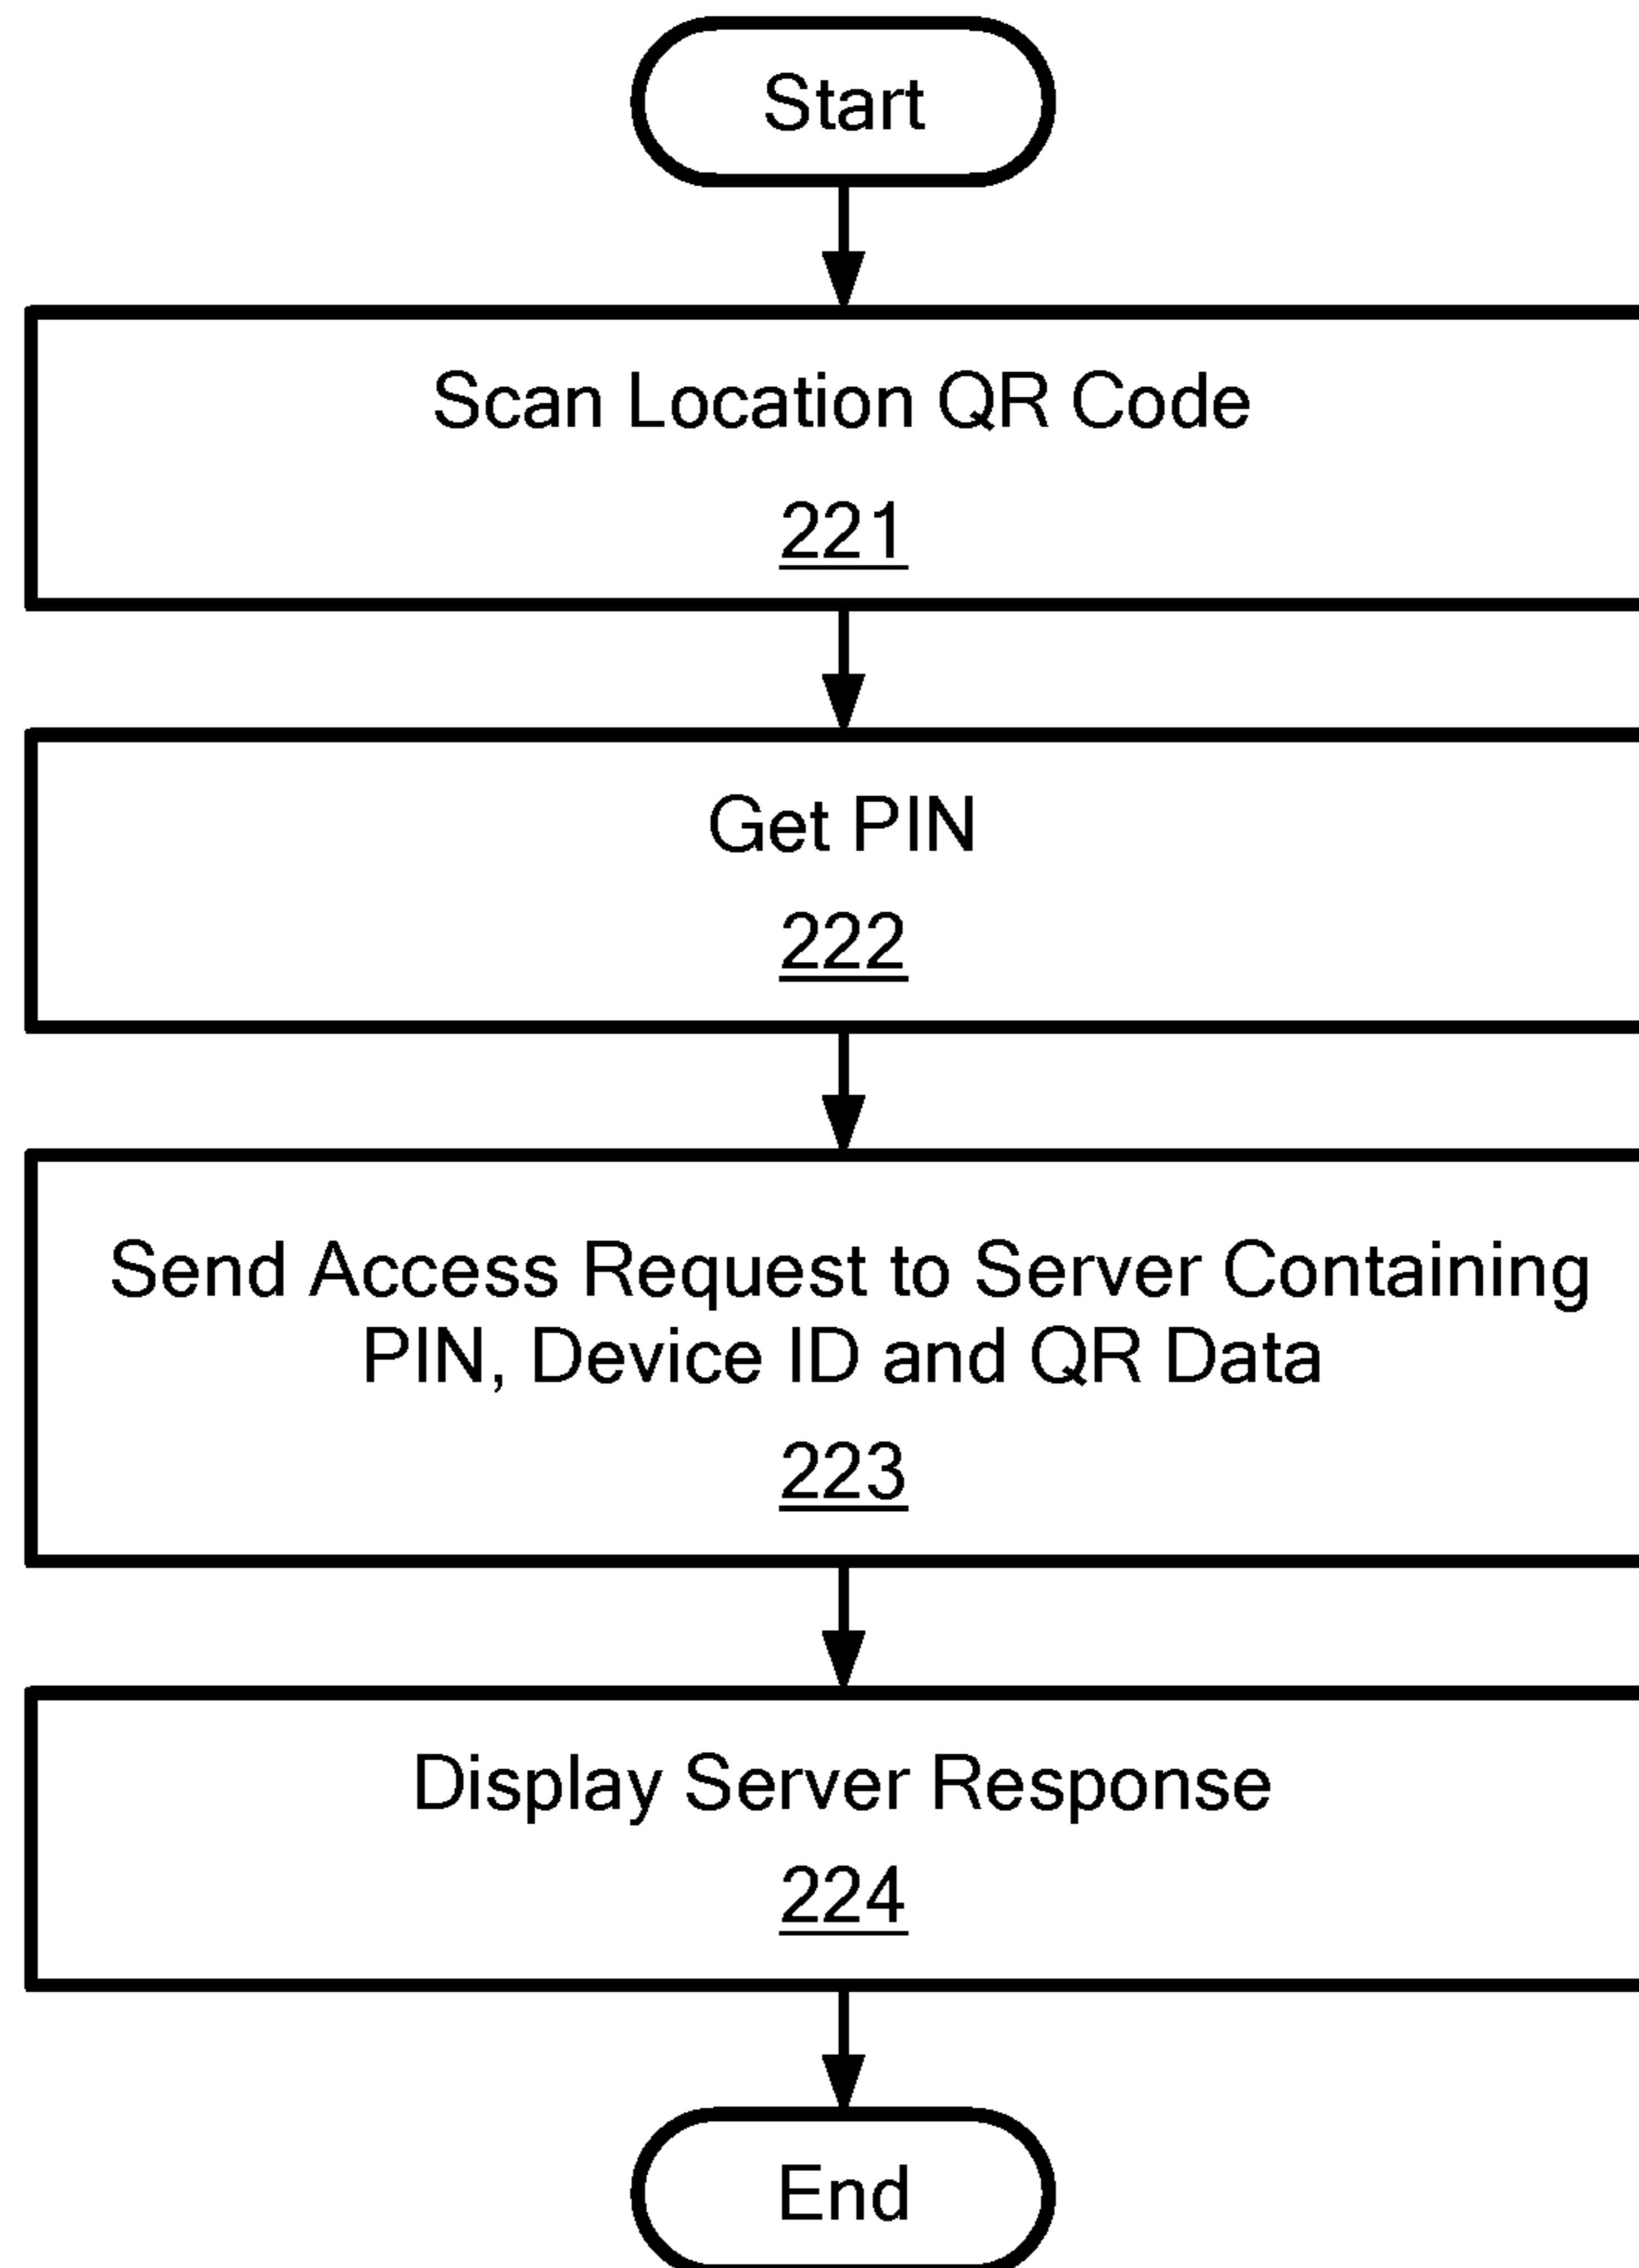 Start
Scan Location QR Code
221
Get PIN
222
Send Access Request to Server Containing
PIN, Device ID and QR Data
223
Display Server Response
224
End